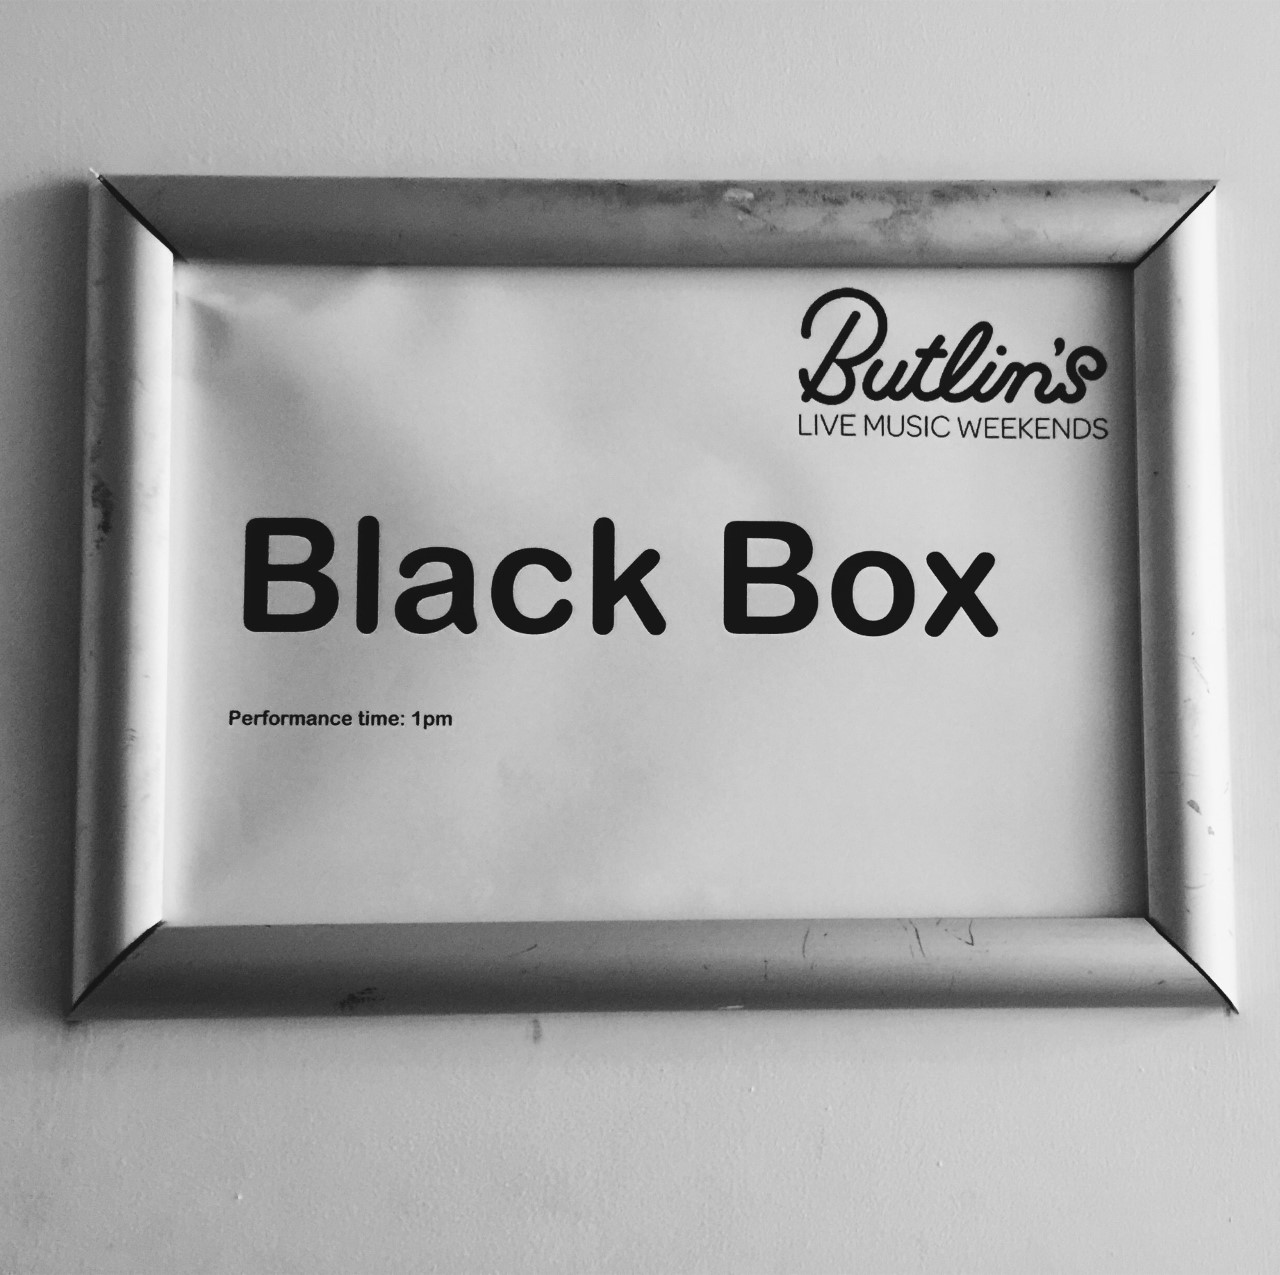 Butlin's
LIVE MUSIC WEEKENDS
Black Box
Performance time: 1pm